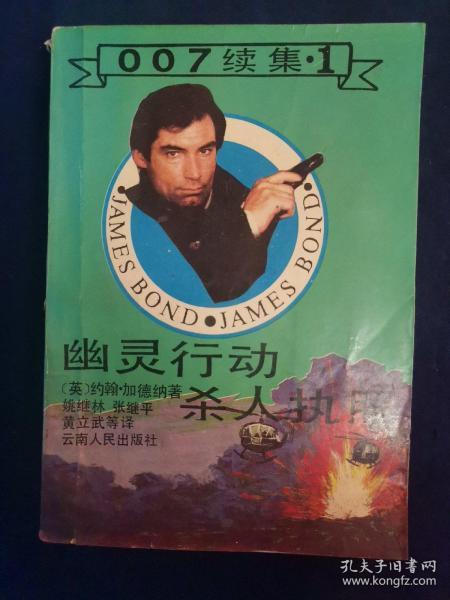 007续集·1
JAMES BOND·JAMES BOND·
幽灵行动
杀人执照
〔英〕约翰·加德纳著
姚继林 张继平
黄立武等译
云南人民出版社
孔夫子旧书网
www.kongfz.com